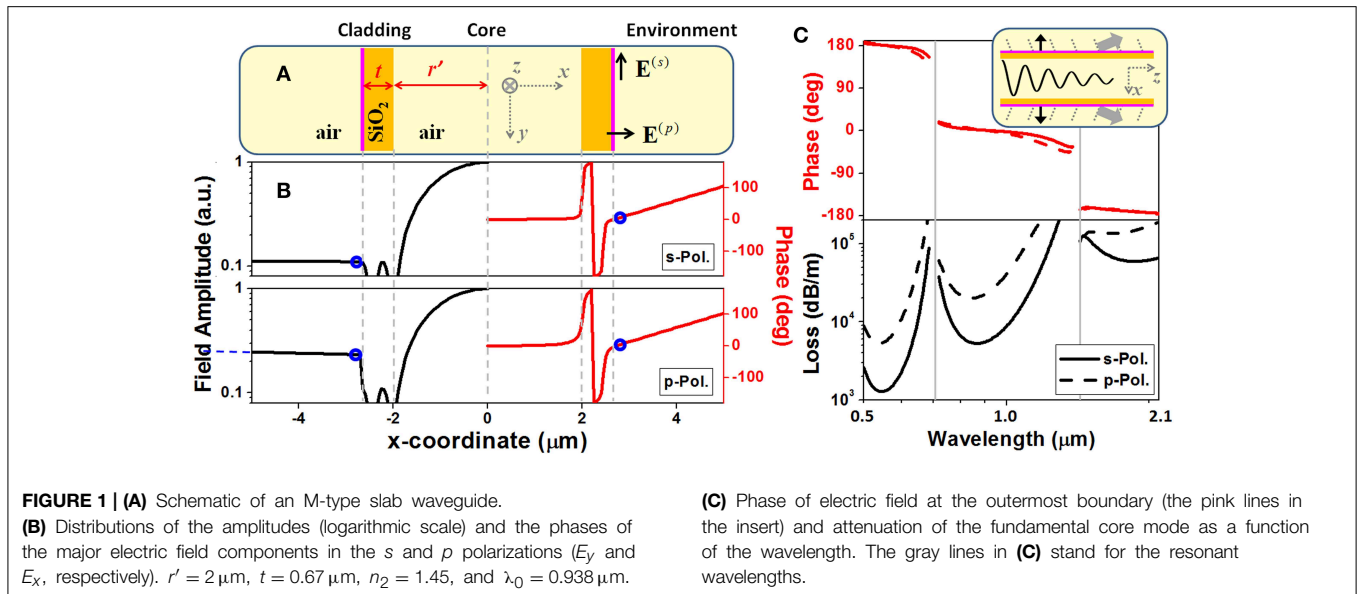 Cladding Core Environment
A
t
r′
z
x
y
E(s)
E(p)
air
SiO2
air
B
Field Amplitude (a.u.)
1
0.1
1
0.1
s-Pol.
p-Pol.
100
0
-100
100
0
-100
Phase (deg)
-4 -2 0 2 4
x-coordinate (μm)
C
Phase (deg)
180
90
0
-90
-180
z
x
Loss (dB/m)
10^5
10^4
10^3
s-Pol.
p-Pol.
0.5 1.0 2.1
Wavelength (μm)
FIGURE 1 | (A) Schematic of an M-type slab waveguide.
(B) Distributions of the amplitudes (logarithmic scale) and the phases of
the major electric field components in the s and p polarizations (Ey and
Ex, respectively). r′ = 2 μm, t = 0.67 μm, n2 = 1.45, and λ0 = 0.938 μm.
(C) Phase of electric field at the outermost boundary (the pink lines in
the insert) and attenuation of the fundamental core mode as a function
of the wavelength. The gray lines in (C) stand for the resonant
wavelengths.